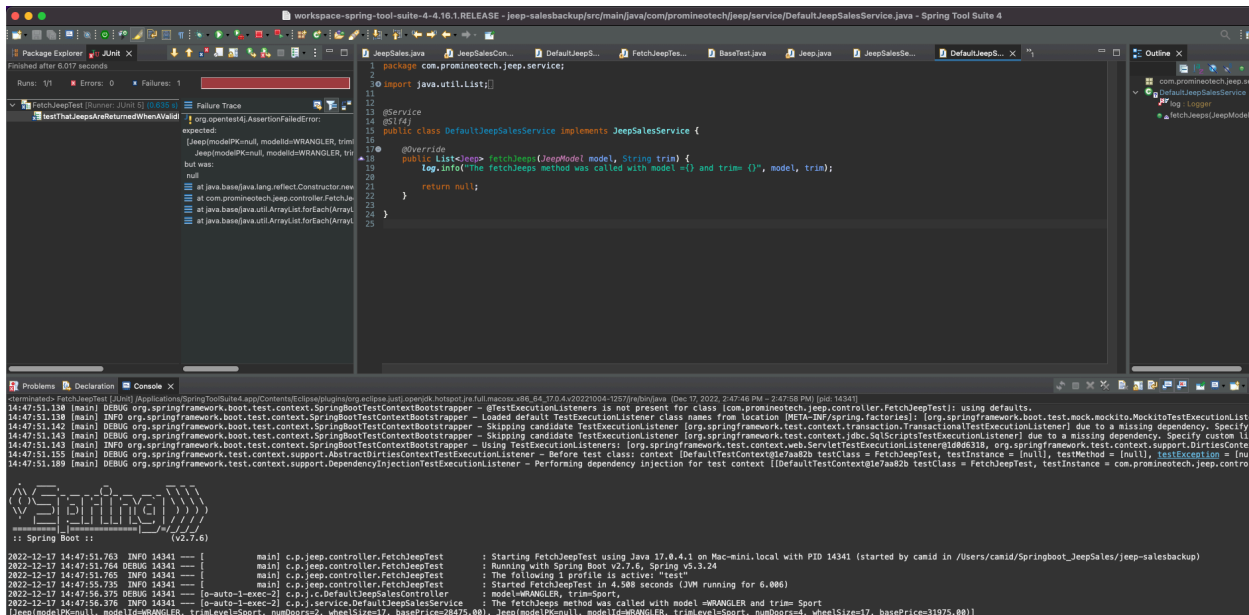 workspace-spring-tool-suite-4-4.16.1.RELEASE - jeep-salesbackup/src/main/java/com/promineotech/jeep/service/DefaultJeepSalesService.java - Spring Tool Suite 4
Package Explorer JUnit
Finished after 6.017 seconds
Runs: 1/1 Errors: 0 Failures: 1
FetchJeepTest [Runner: JUnit 5] (0.635 s)
testThatJeepsAreReturnedWhenAValidI
Failure Trace
org.opentest4j.AssertionFailedError:
expected:
[Jeep(modelPK=null, modelId=WRANGLER, triml
Jeep(modelPK=null, modelId=WRANGLER, tri
but was:
null
at java.base/java.lang.reflect.Constructor.new
at com.promineotech.jeep.controller.FetchJe
at java.base/java.util.ArrayList.forEach(ArrayL
at java.base/java.util.ArrayList.forEach(ArrayL
JeepSales.java JeepSalesCon... DefaultJeepS... FetchJeepTes... BaseTest.java Jeep.java JeepSalesSe... DefaultJeepS...
1 package com.promineotech.jeep.service;
2
3 import java.util.List;
12
13 @Service
14 @Slf4j
15 public class DefaultJeepSalesService implements JeepSalesService {
16
17 @Override
18 public List<Jeep> fetchJeeps(JeepModel model, String trim) {
19 log.info("The fetchJeeps method was called with model ={} and trim= {}", model, trim);
20
21 return null;
22 }
23
24 }
25
Outline
com.promineotech.jeep.s
DefaultJeepSalesService
log : Logger
fetchJeeps(JeepModel
Problems Declaration Console
<terminated> FetchJeepTest [JUnit] /Applications/SpringToolSuite4.app/Contents/Eclipse/plugins/org.eclipse.justj.openjdk.hotspot.jre.full.macosx.x86_64_17.0.4.v20221004-1257/jre/bin/java (Dec 17, 2022, 2:47:46 PM – 2:47:58 PM) [pid: 14341]
14:47:51.130 [main] DEBUG org.springframework.boot.test.context.SpringBootTestContextBootstrapper - @TestExecutionListeners is not present for class [com.promineotech.jeep.controller.FetchJeepTest]: using defaults.
14:47:51.130 [main] INFO org.springframework.boot.test.context.SpringBootTestContextBootstrapper - Loaded default TestExecutionListener class names from location [META-INF/spring.factories]: [org.springframework.boot.test.mock.mockito.MockitoTestExecutionList
14:47:51.142 [main] DEBUG org.springframework.boot.test.context.SpringBootTestContextBootstrapper - Skipping candidate TestExecutionListener [org.springframework.test.context.transaction.TransactionalTestExecutionListener] due to a missing dependency. Specify
14:47:51.143 [main] DEBUG org.springframework.boot.test.context.SpringBootTestContextBootstrapper - Skipping candidate TestExecutionListener [org.springframework.test.context.jdbc.SqlScriptsTestExecutionListener] due to a missing dependency. Specify custom li
14:47:51.143 [main] INFO org.springframework.boot.test.context.SpringBootTestContextBootstrapper - Using TestExecutionListeners: [org.springframework.test.context.web.ServletTestExecutionListener@1d0d6318, org.springframework.test.context.support.DirtiesConte
14:47:51.155 [main] DEBUG org.springframework.test.context.support.AbstractDirtiesContextTestExecutionListener - Before test class: context [DefaultTestContext@1e7aa82b testClass = FetchJeepTest, testInstance = [null], testMethod = [null], testException = [nu
14:47:51.189 [main] DEBUG org.springframework.test.context.support.DependencyInjectionTestExecutionListener - Performing dependency injection for test context [[DefaultTestContext@1e7aa82b testClass = FetchJeepTest, testInstance = com.promineotech.jeep.contro
:: Spring Boot :: (v2.7.6)
2022-12-17 14:47:51.763 INFO 14341 --- [ main] c.p.jeep.controller.FetchJeepTest : Starting FetchJeepTest using Java 17.0.4.1 on Mac-mini.local with PID 14341 (started by camid in /Users/camid/Springboot_JeepSales/jeep-salesbackup)
2022-12-17 14:47:51.764 DEBUG 14341 --- [ main] c.p.jeep.controller.FetchJeepTest : Running with Spring Boot v2.7.6, Spring v5.3.24
2022-12-17 14:47:51.765 INFO 14341 --- [ main] c.p.jeep.controller.FetchJeepTest : The following 1 profile is active: "test"
2022-12-17 14:47:55.735 INFO 14341 --- [ main] c.p.jeep.controller.FetchJeepTest : Started FetchJeepTest in 4.508 seconds (JVM running for 6.006)
2022-12-17 14:47:56.375 DEBUG 14341 --- [o-auto-1-exec-2] c.p.j.c.DefaultJeepSalesController : model=WRANGLER, trim=Sport,
2022-12-17 14:47:56.376 INFO 14341 --- [o-auto-1-exec-2] c.p.j.service.DefaultJeepSalesService : The fetchJeeps method was called with model =WRANGLER and trim= Sport
[Jeep(modelPK=null, modelId=WRANGLER, trimLevel=Sport, numDoors=2, wheelSize=17, basePrice=28475.00), Jeep(modelPK=null, modelId=WRANGLER, trimLevel=Sport, numDoors=4, wheelSize=17, basePrice=31975.00)]